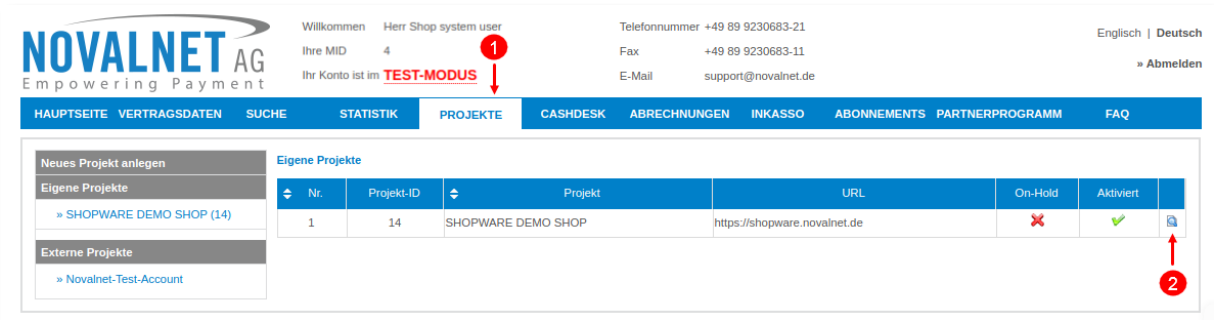 NOVALNET AG
Empowering Payment
Willkommen Herr Shop system user
Ihre MID 4
Ihr Konto ist im TEST-MODUS
1
Telefonnummer +49 89 9230683-21
Fax +49 89 9230683-11
E-Mail support@novalnet.de
Englisch | Deutsch
» Abmelden
HAUPTSEITE VERTRAGSDATEN SUCHE STATISTIK PROJEKTE CASHDESK ABRECHNUNGEN INKASSO ABONNEMENTS PARTNERPROGRAMM FAQ
Neues Projekt anlegen
Eigene Projekte
» SHOPWARE DEMO SHOP (14)
Externe Projekte
» Novalnet-Test-Account
Eigene Projekte
Nr. Projekt-ID Projekt URL On-Hold Aktiviert
1 14 SHOPWARE DEMO SHOP https://shopware.novalnet.de
2